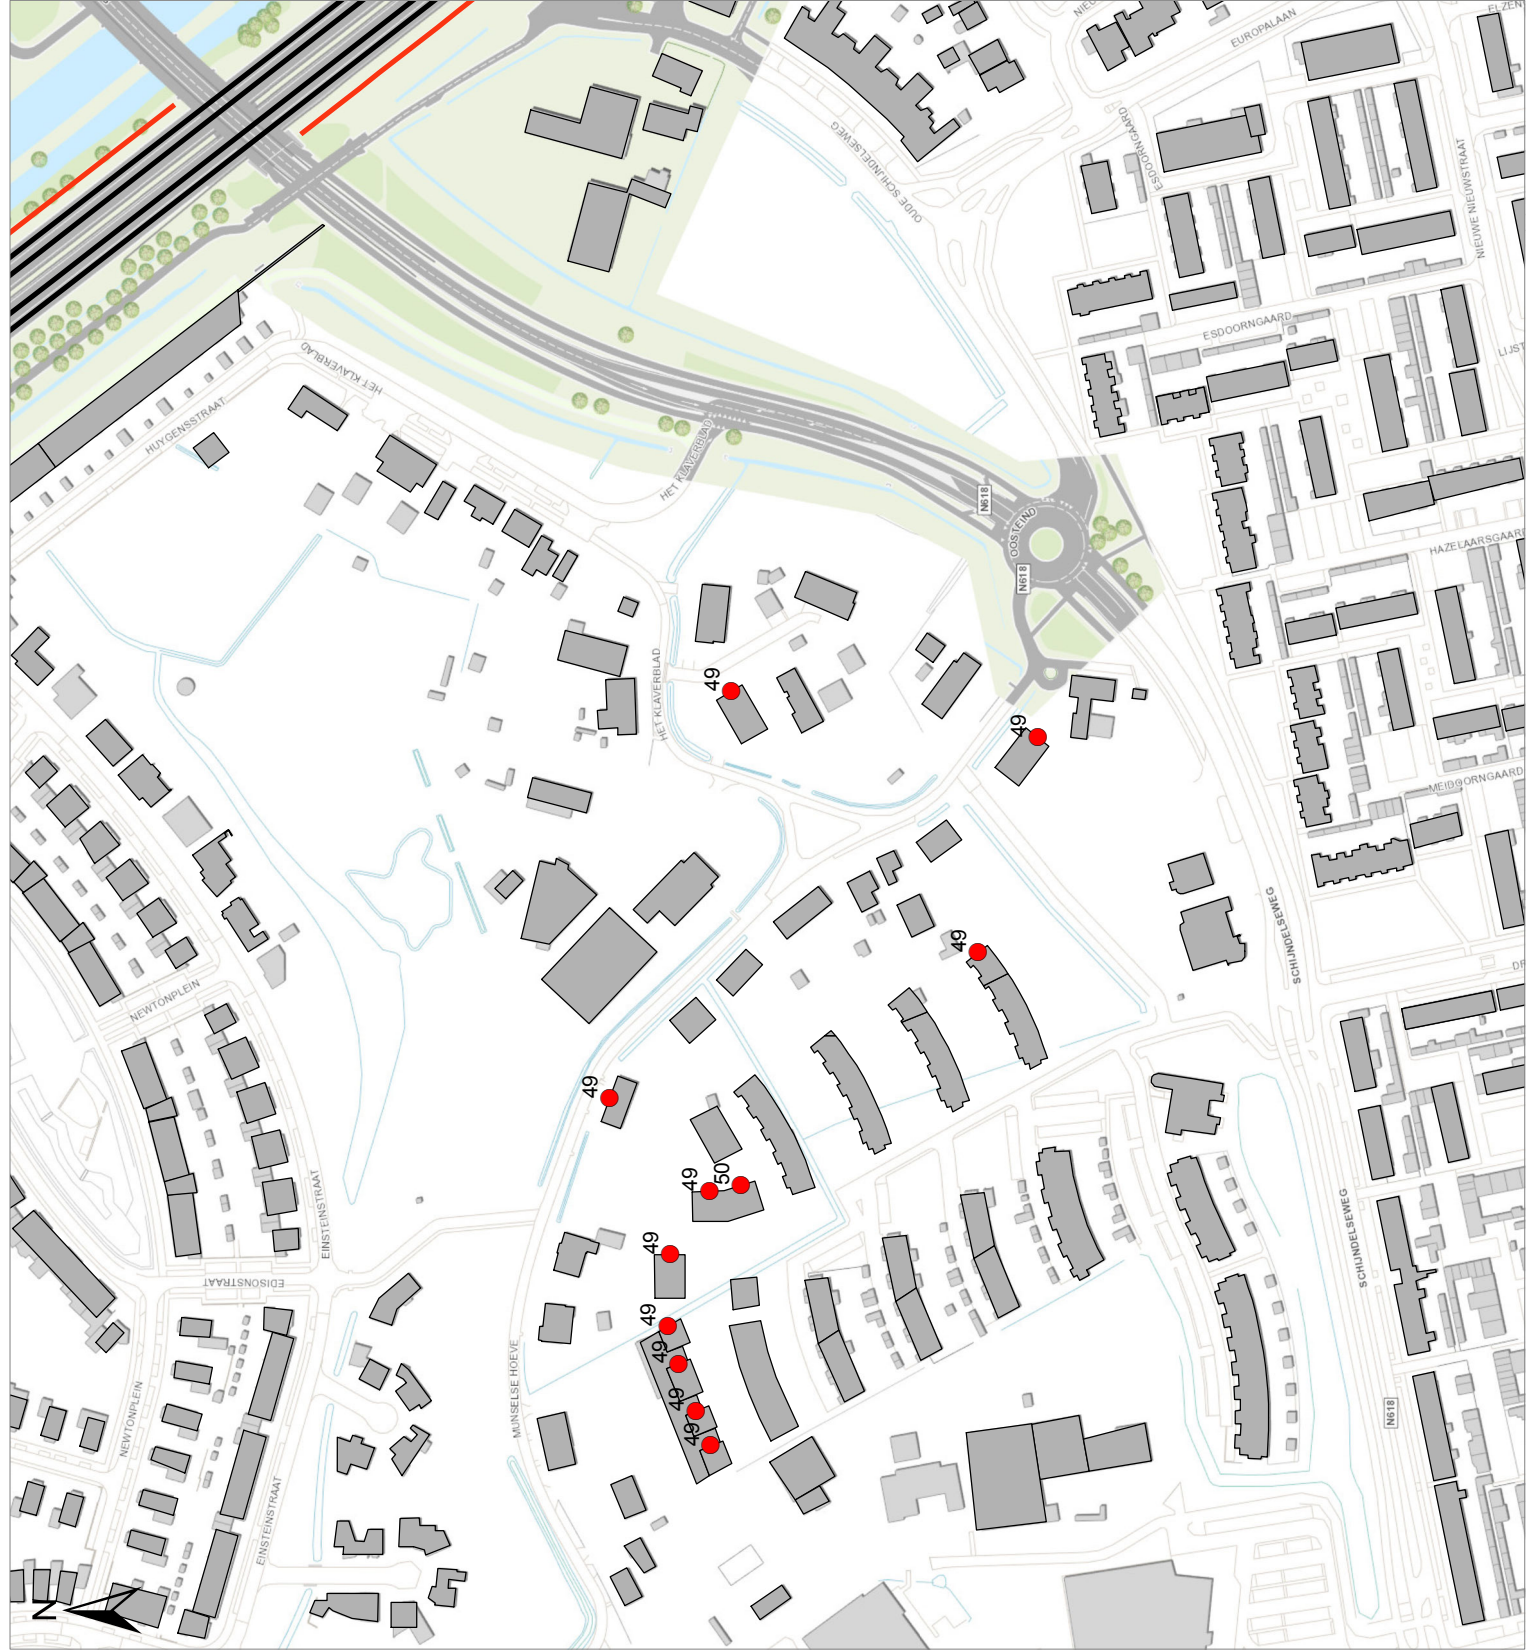 ELZEN
EUROPALAAN
OUDE SCHIJNDELSEWEG
ESDOORNGAARD
NIEUWE NIEUWSTRAAT
ESDOORNGAARD
LIJST
HET KLAVERBLAD
HUYGENSSTRAAT
HET KLAVERBLAD
N618
OOSTEIND
HAZELAARSGAARD
N618
HET KLAVERBLAD
49
49
MEIDOORNGAARD
SCHIJNDELSEWEG
49
NEWTONPLEIN
49
49
50
EINSTEINSTRAAT
SCHIJNDELSEWEG
49
EDISONSTRAAT
49
49
49
49
MUNSELSE HOEVE
NEWTONPLEIN
N618
EINSTEINSTRAAT
N